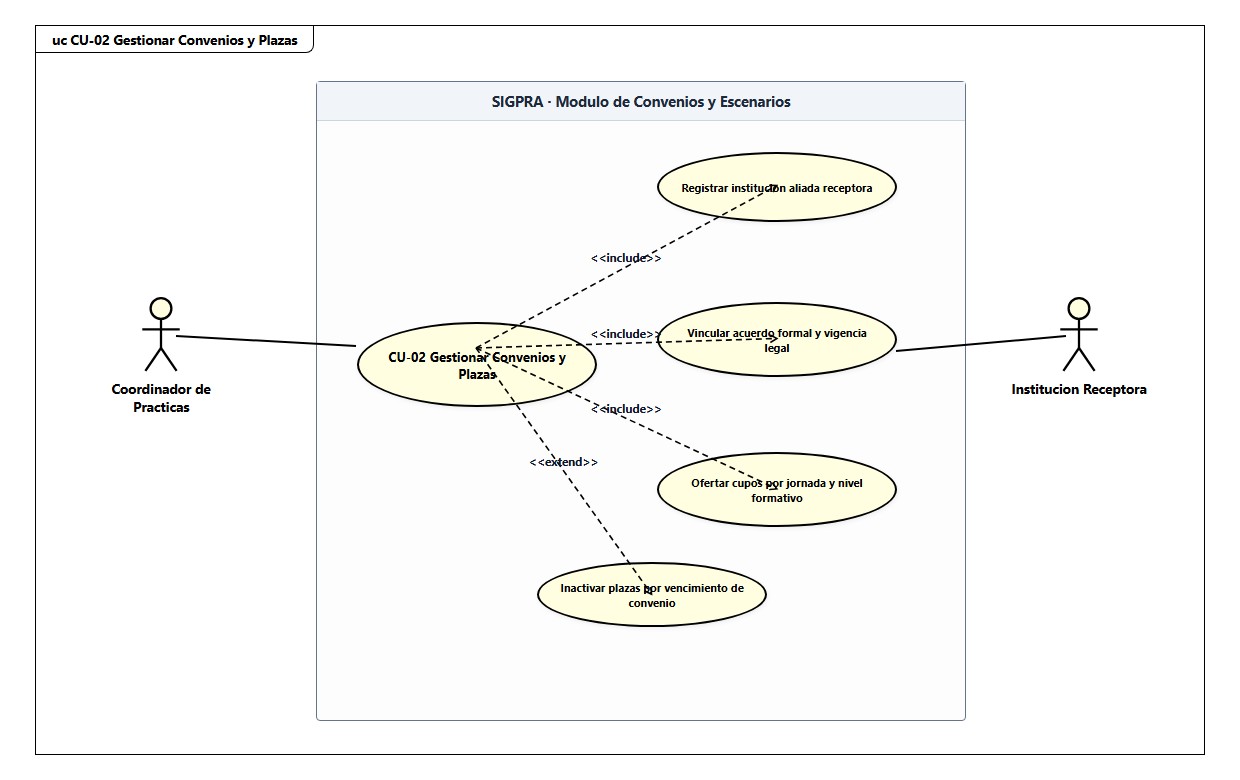 uc CU-02 Gestionar Convenios y Plazas
SIGPRA · Modulo de Convenios y Escenarios
Registrar institución aliada receptora
<<include>>
<<include>>
Vincular acuerdo formal y vigencia
legal
CU-02 Gestionar Convenios y
Plazas
Coordinador de
Practicas
Institucion Receptora
<<include>>
<<extend>>
Ofertar cupos por jornada y nivel
formativo
Inactivar plazas por vencimiento de
convenio